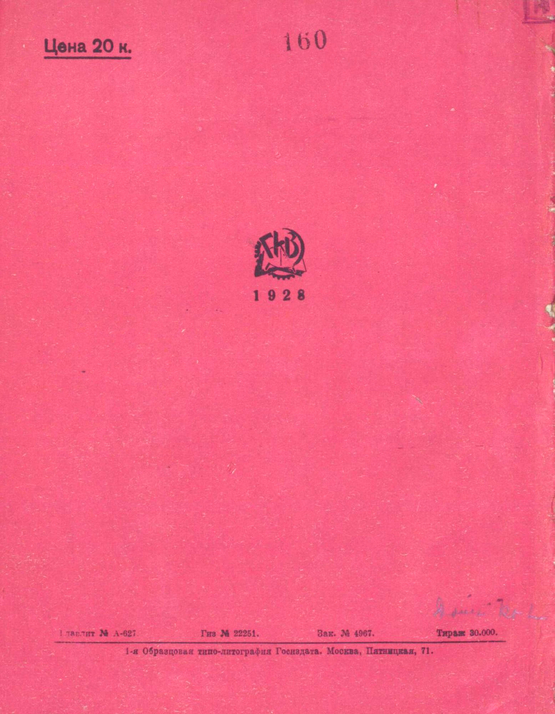 Цена 20 к.
160
ГИЗ
1928
Главлит № А-627. Гиз № 22251. Зак. № 4967. Тираж 30.000.
1-я Образцовая типо-литография Госиздата. Москва, Пятницкая, 71.